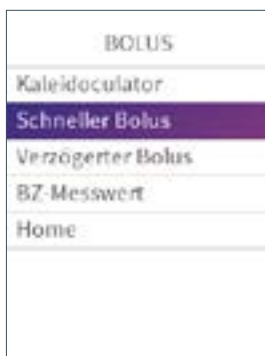 BOLUS
Kaleidoculator
Schneller Bolus
Verzögerter Bolus
BZ-Messwert
Home